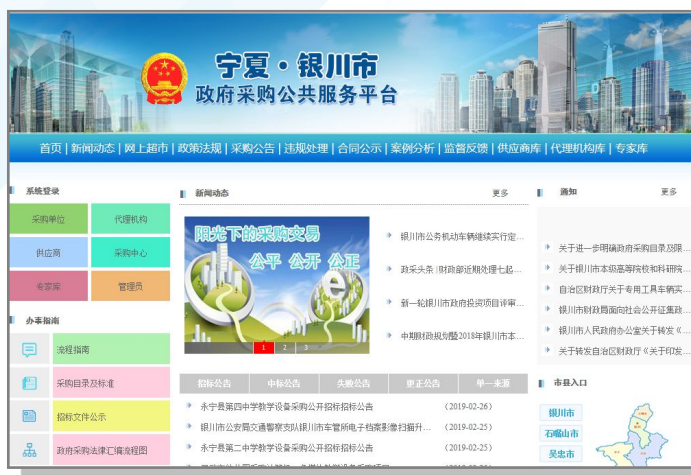 宁夏·银川市
政府采购公共服务平台
首页 | 新闻动态 | 网上超市 | 政策法规 | 采购公告 | 违规处理 | 合同公示 | 案例分析 | 监督反馈 | 供应商库 | 代理机构库 | 专家库
系统登录
采购单位 代理机构
供应商 采购中心
专家库 管理员
办事指南
流程指南
采购目录及标准
招标文件公示
政府采购法律汇编流程图
新闻动态 更多
阳光下的采购交易
公平 公开 公正
1 2 3
银川市公务机动车辆继续实行定...
政采头条 |财政部近期处理七起...
新一轮银川市政府投资项目评审...
中期财政规划暨2018年银川市本...
招标公告 中标公告 失败公告 更正公告 单一来源
永宁县第四中学教学设备采购公开招标招标公告 (2019-02-26)
银川市公安局交通警察支队银川市车管所电子档案影像扫描升... (2019-02-25)
永宁县第二中学教学设备采购公开招标招标公告 (2019-02-25)
通知 更多
关于进一步明确政府采购目录及限...
关于银川市本级高等院校和科研院...
自治区财政厅关于专用工具车辆实...
银川市财政局面向社会公开征集政...
银川市人民政府办公室关于转发《...
关于转发自治区财政厅《关于印发...
市县入口
银川市
石嘴山市
吴忠市